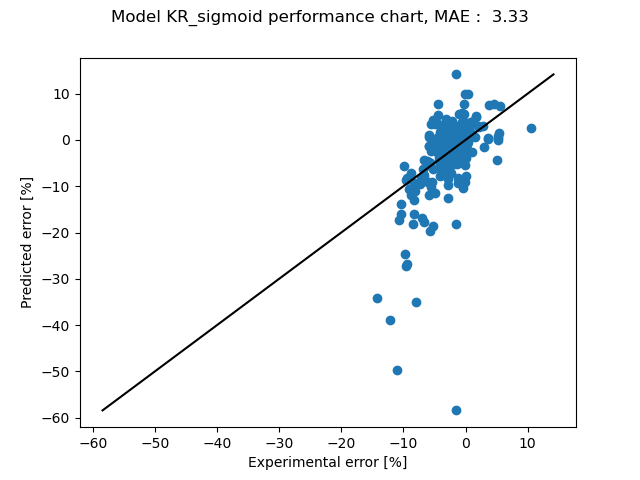 Model KR_sigmoid performance chart, MAE :  3.33
10
0
−10
−20
−30
−40
−50
−60
Predicted error [%]
−60 −50 −40 −30 −20 −10 0 10
Experimental error [%]